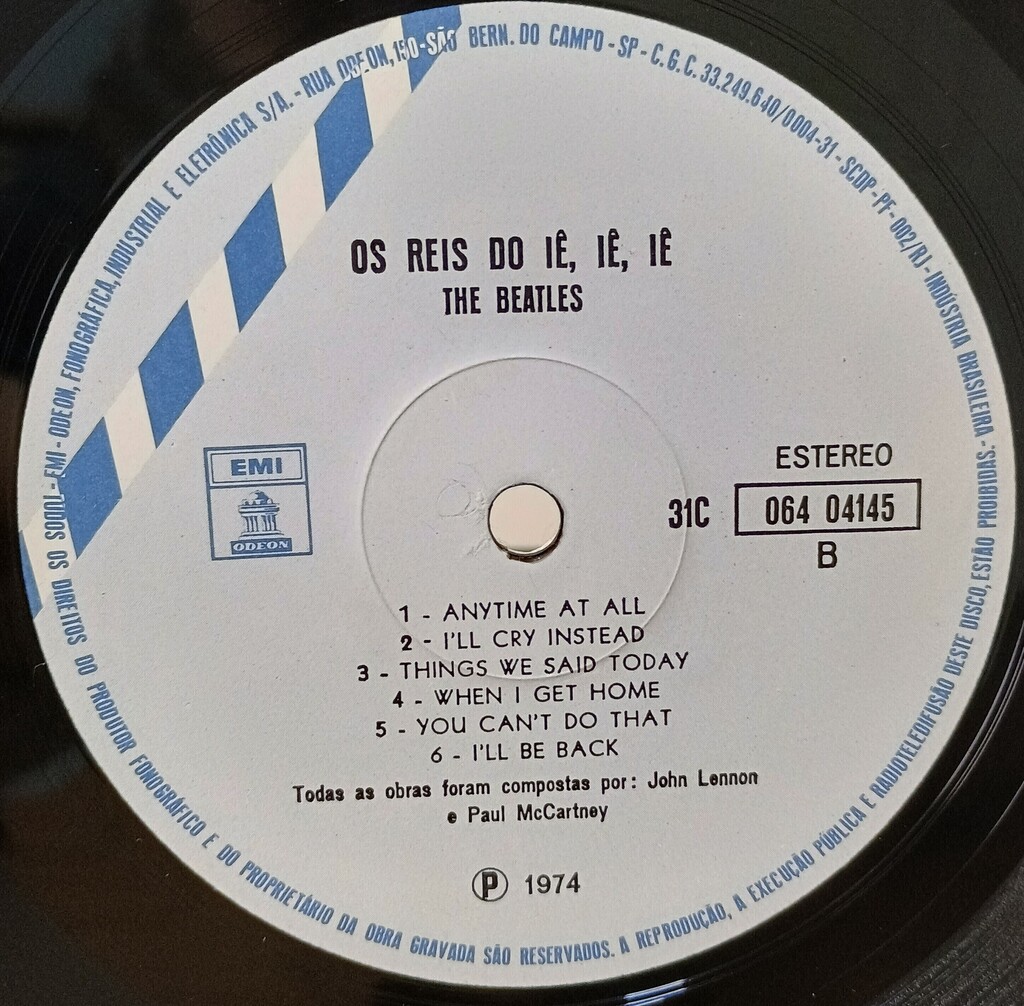 EMI - ODEON, FONOGRÁFICA, INDUSTRIAL E ELETRÔNICA S/A. - RUA ODEON, 150 - SÃO BERN. DO CAMPO - SP - C.G.C. 33.249.640/0004-31 - SCDP-PF-002/RJ - INDÚSTRIA BRASILEIRA. - TODOS OS DIREITOS DO PRODUTOR FONOGRÁFICO E DO PROPRIETÁRIO DA OBRA GRAVADA SÃO RESERVADOS. A REPRODUÇÃO, A EXECUÇÃO PÚBLICA E RADIOTELEDIFUSÃO DESTE DISCO, ESTÃO PROIBIDAS. -
OS REIS DO IÊ, IÊ, IÊ
THE BEATLES
EMI
ODEON
ESTEREO
31C 064 04145
B
1 - ANYTIME AT ALL
2 - I'LL CRY INSTEAD
3 - THINGS WE SAID TODAY
4 - WHEN I GET HOME
5 - YOU CAN'T DO THAT
6 - I'LL BE BACK
Todas as obras foram compostas por: John Lennon
e Paul McCartney
Ⓟ 1974